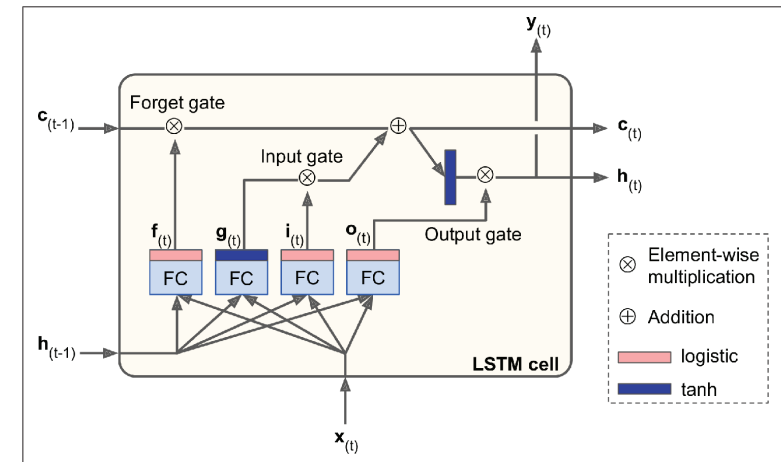 y(t)
Forget gate
c(t-1)
c(t)
Input gate
h(t)
f(t) g(t) i(t) o(t)
Output gate
FC FC FC FC
Element-wise
multiplication
Addition
logistic
tanh
h(t-1)
LSTM cell
x(t)